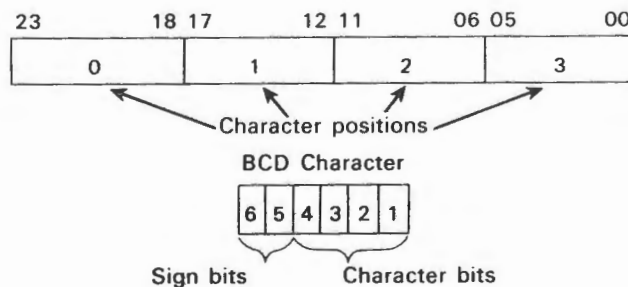 23 18 17 12 11 06 05 00
0 1 2 3
Character positions
BCD Character
6 5 4 3 2 1
Sign bits Character bits